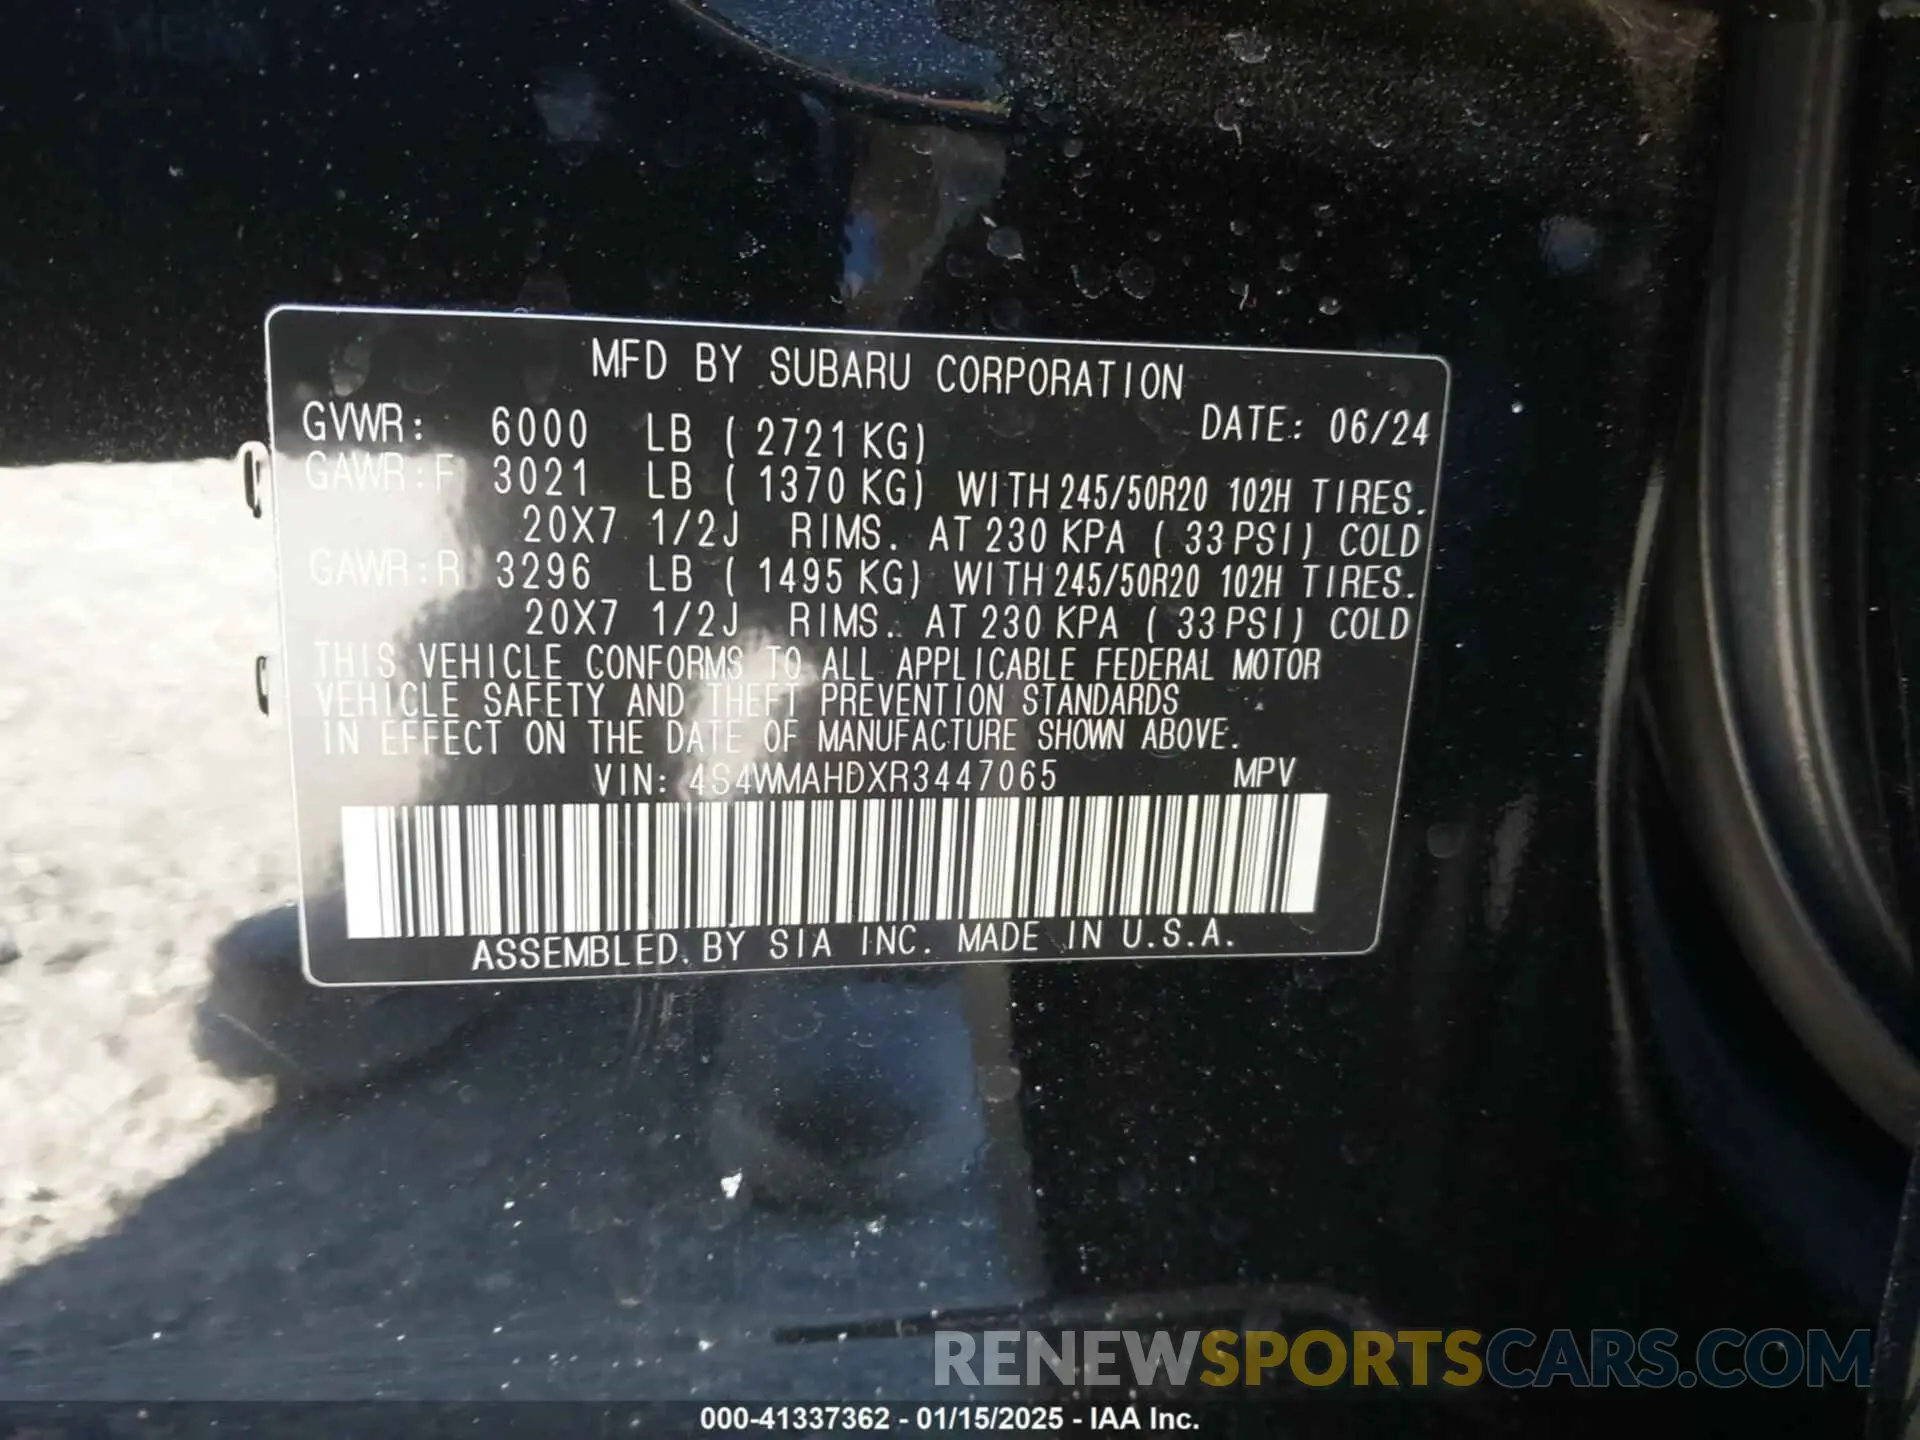 MFD BY SUBARU CORPORATION
GVWR: 6000 LB ( 2721 KG) DATE: 06/24
GAWR:F 3021 LB ( 1370 KG) WITH 245/50R20 102H TIRES.
20X7 1/2J RIMS. AT 230 KPA ( 33 PSI) COLD
GAWR:R 3296 LB ( 1495 KG) WITH 245/50R20 102H TIRES.
20X7 1/2J RIMS. AT 230 KPA ( 33 PSI) COLD
THIS VEHICLE CONFORMS TO ALL APPLICABLE FEDERAL MOTOR
VEHICLE SAFETY AND THEFT PREVENTION STANDARDS
IN EFFECT ON THE DATE OF MANUFACTURE SHOWN ABOVE.
VIN: 4S4WMAHDXR3447065 MPV
ASSEMBLED BY SIA INC. MADE IN U.S.A.
RENEWSPORTSCARS.COM
000-41337362 - 01/15/2025 - IAA Inc.